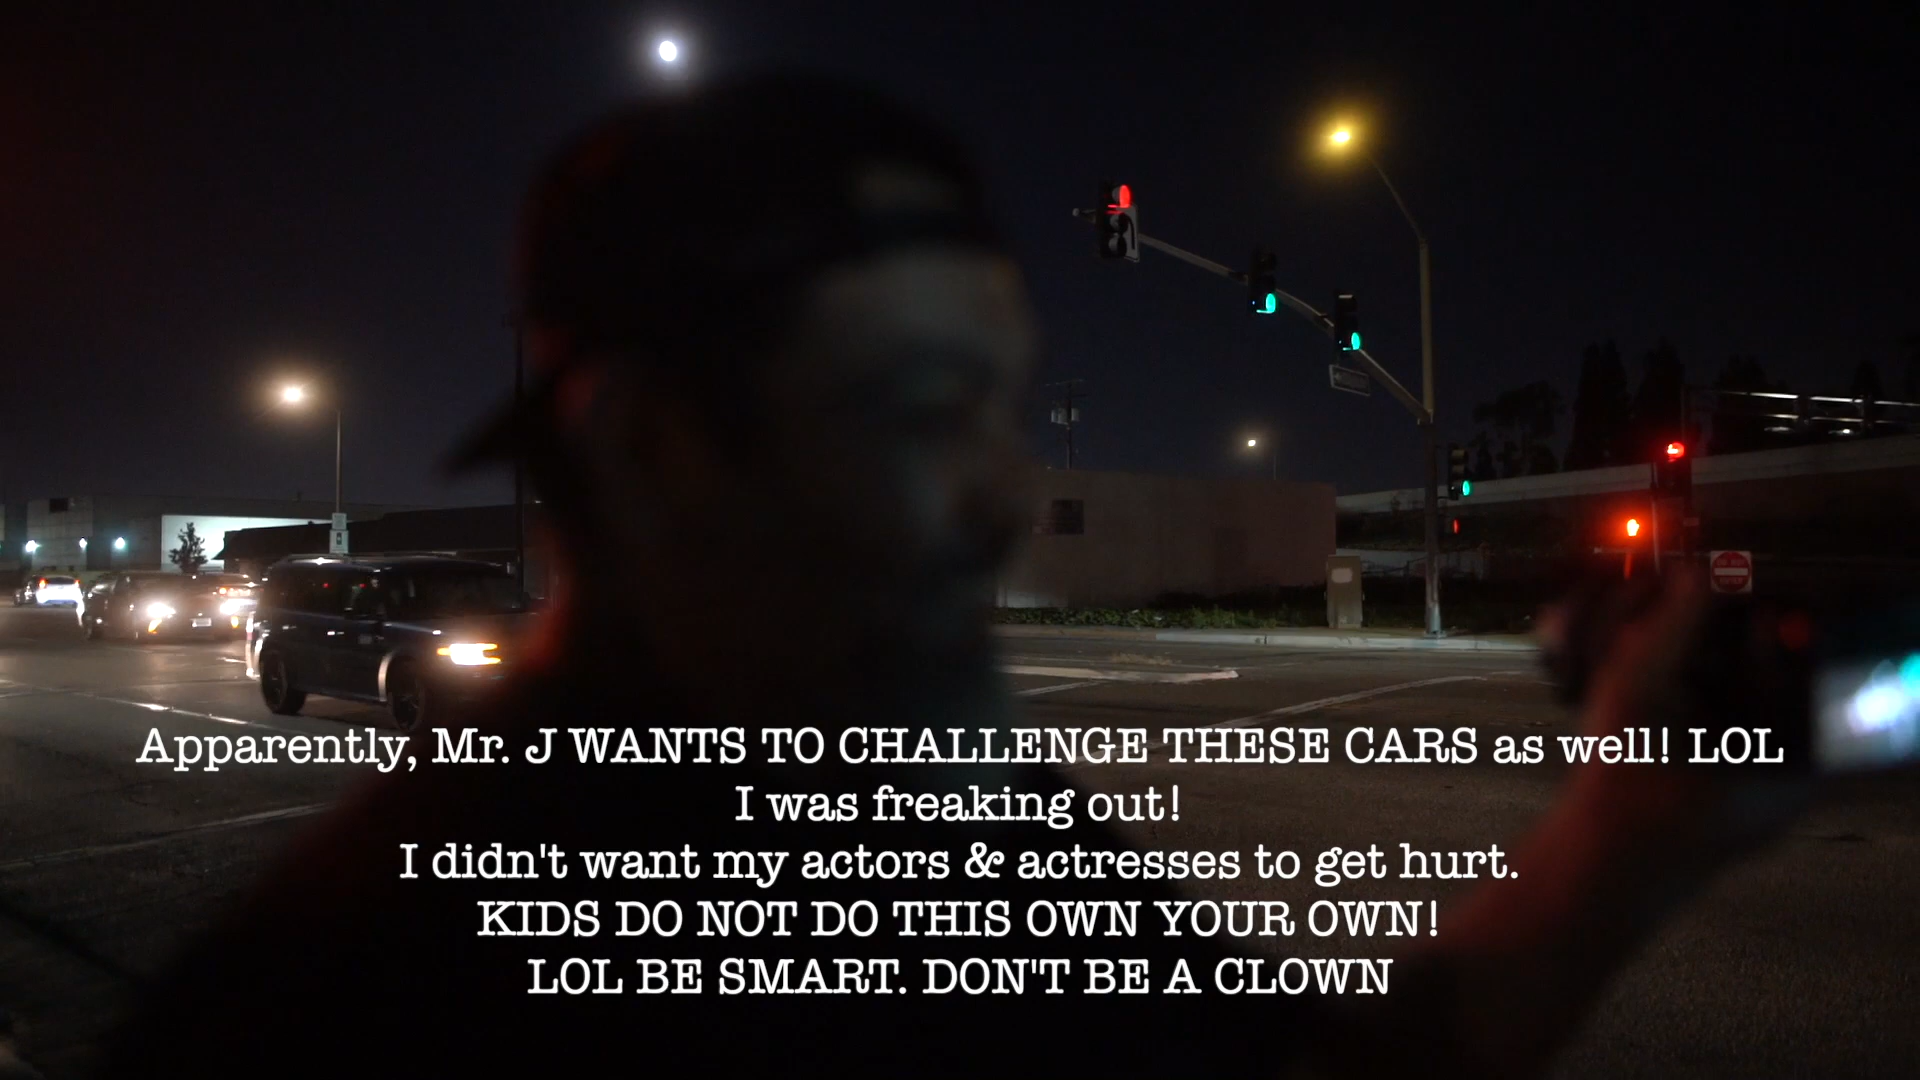 Apparently, Mr. J WANTS TO CHALLENGE THESE CARS as well! LOL
I was freaking out!
I didn't want my actors & actresses to get hurt.
KIDS DO NOT DO THIS OWN YOUR OWN!
LOL BE SMART. DON'T BE A CLOWN